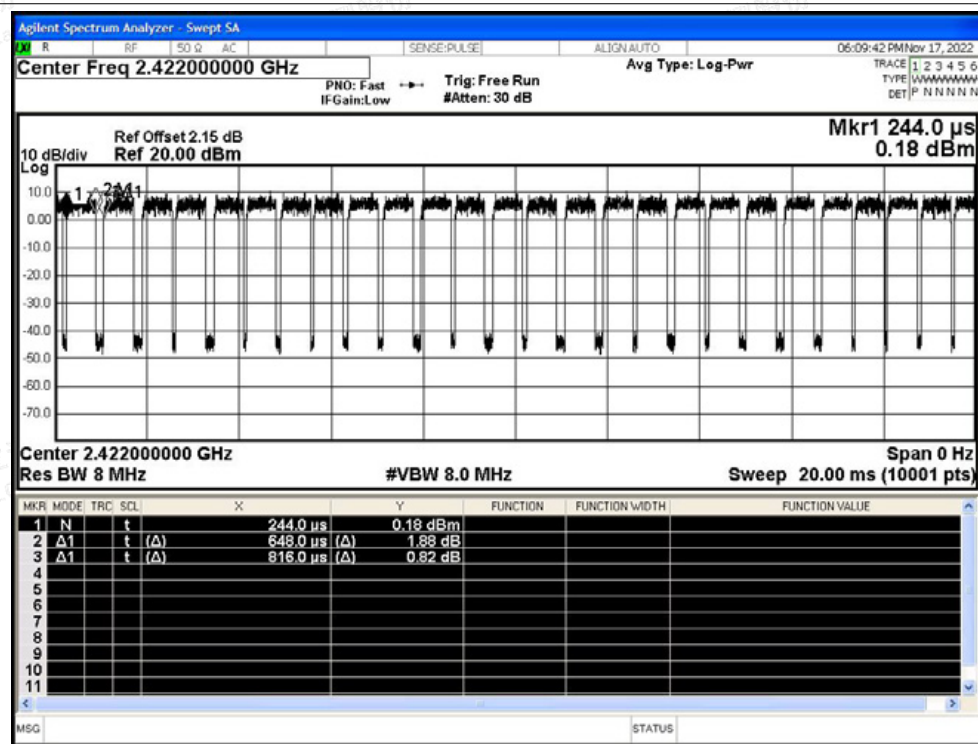 Agilent Spectrum Analyzer - Swept SA
R RF 50 Ω AC SENSE:PULSE ALIGN AUTO 06:09:42 PM Nov 17, 2022
Center Freq 2.422000000 GHz Avg Type: Log-Pwr TRACE 1 2 3 4 5 6
PNO: Fast Trig: Free Run TYPE
IFGain:Low #Atten: 30 dB DET P N N N N N
Mkr1 244.0 µs
Ref Offset 2.15 dB
10 dB/div Ref 20.00 dBm 0.18 dBm
Log
10.0
0.00
-10.0
-20.0
-30.0
-40.0
-50.0
-60.0
-70.0
Center 2.422000000 GHz Span 0 Hz
Res BW 8 MHz #VBW 8.0 MHz Sweep 20.00 ms (10001 pts)
MKR MODE TRC SCL X Y FUNCTION FUNCTION WIDTH FUNCTION VALUE
1 N t 244.0 µs 0.18 dBm
2 Δ1 t (Δ) 648.0 µs (Δ) 1.88 dB
3 Δ1 t (Δ) 816.0 µs (Δ) 0.82 dB
4
5
6
7
8
9
10
11
MSG STATUS